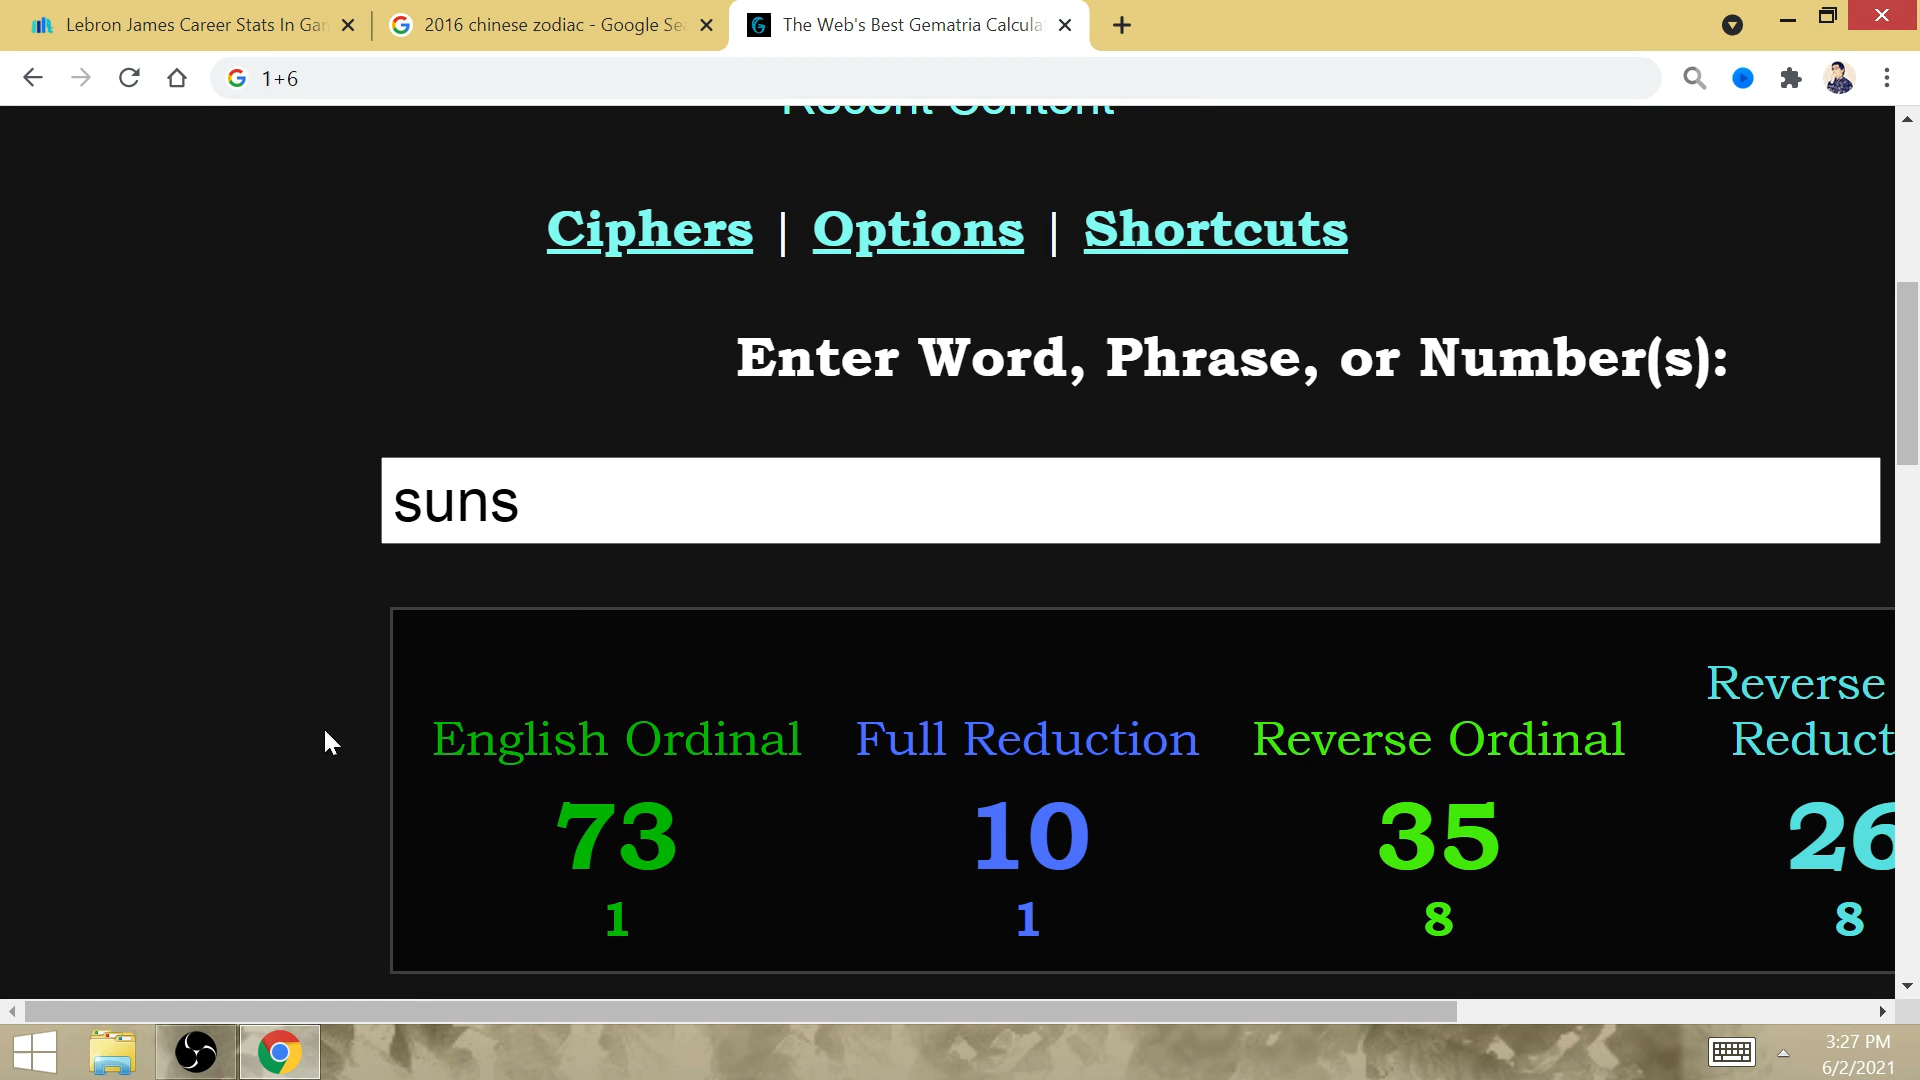 Lebron James Career Stats In Gar
2016 chinese zodiac - Google Se
The Web's Best Gematria Calcula
1+6
Recent Content
Ciphers | Options | Shortcuts
Enter Word, Phrase, or Number(s):
suns
English Ordinal
73
1
Full Reduction
10
1
Reverse Ordinal
35
8
Reverse
Reduct
26
8
3:27 PM
6/2/2021